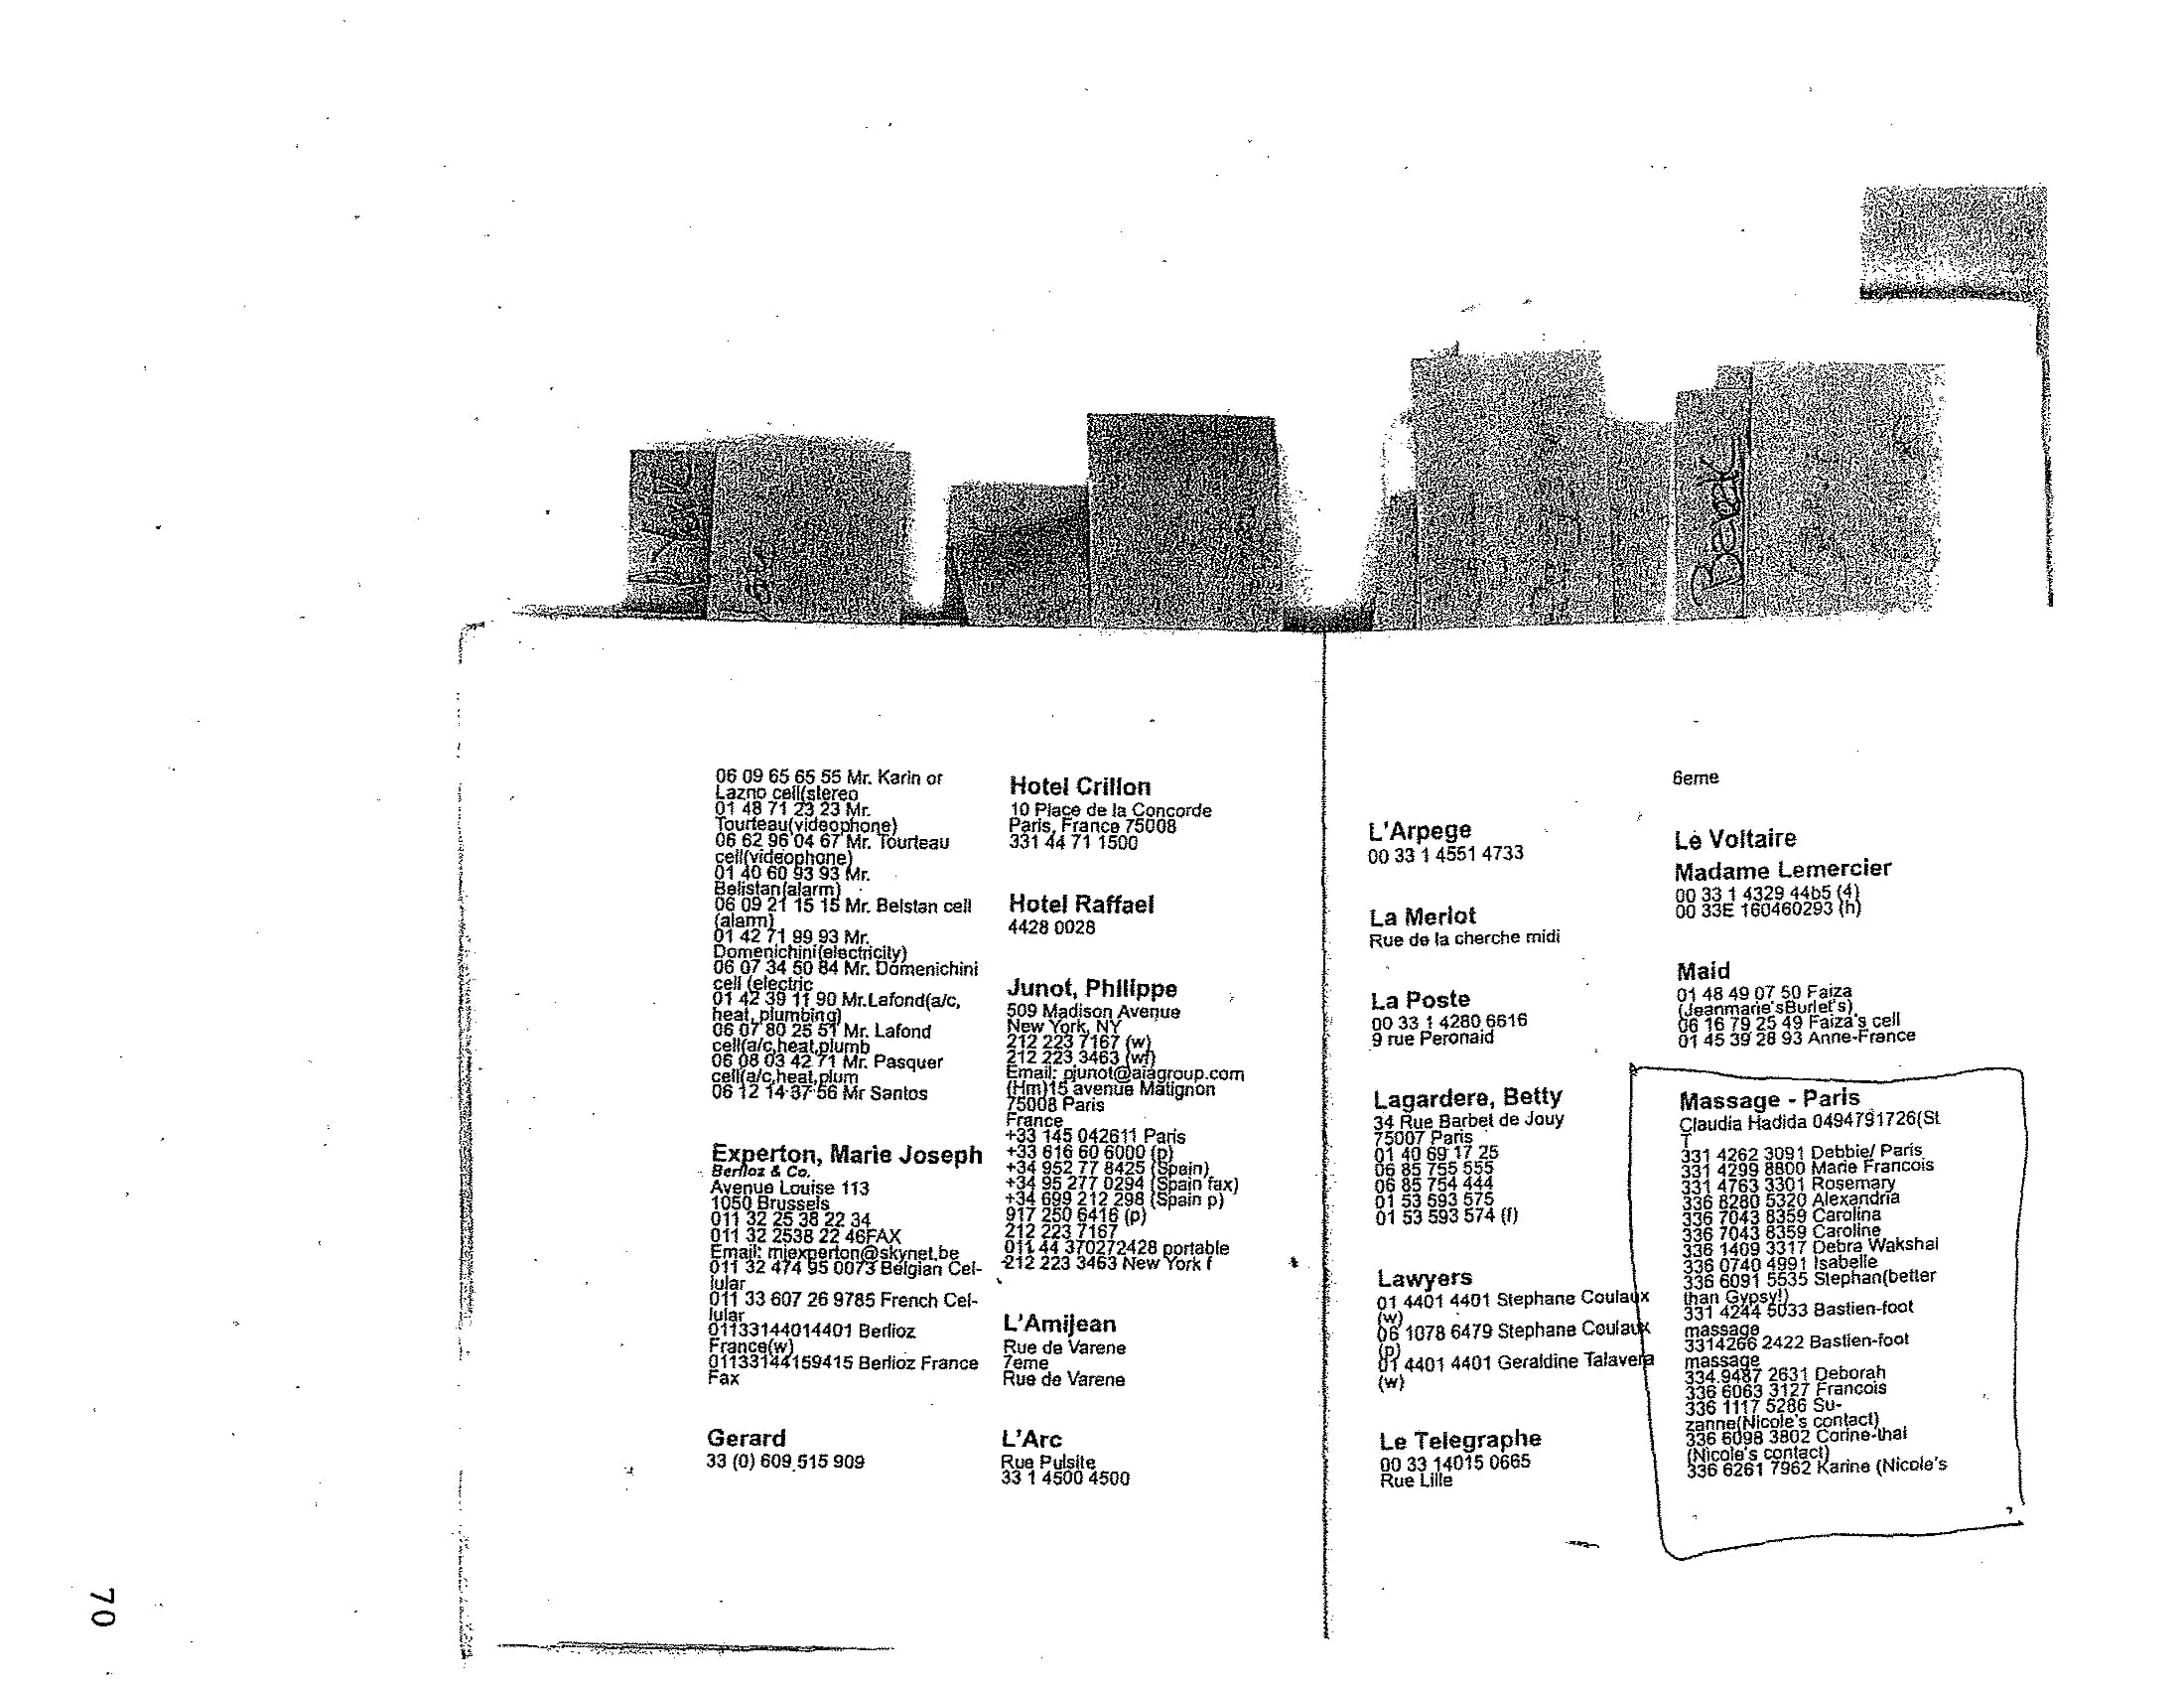 Beack
06 09 65 65 55 Mr. Karin or
Lazno cell(stereo
01 48 71 23 23 Mr.
Tourteau(videophone)
06 62 96 04 67 Mr. Tourteau
cell(videophone)
01 40 60 93 93 Mr.
Belistan(alarm)
06 09 21 15 15 Mr. Belstan cell
(alarm)
01 42 71 99 93 Mr.
Domenichini(electricity)
06 07 34 50 84 Mr. Domenichini
cell (electric
01 42 39 11 90 Mr.Lafond(a/c,
heat, plumbing)
06 07 80 25 51 Mr. Lafond
cell(a/c,heat,plumb
06 08 03 42 71 Mr. Pasquer
cell(a/c,heat,plum
06 12 14 37 56 Mr Santos
Experton, Marie Joseph
Berlioz & Co.
Avenue Louise 113
1050 Brussels
011 32 25 38 22 34
011 32 2538 22 46FAX
Email: mjexperton@skynet.be
011 32 474 95 0073 Belgian Cel-
lular
011 33 607 26 9785 French Cel-
lular
01133144014401 Berlioz
France(w)
01133144159415 Berlioz France
Fax
Gerard
33 (0) 609 515 909
Hotel Crillon
10 Place de la Concorde
Paris, France 75008
331 44 71 1500
Hotel Raffael
4428 0028
Junot, Philippe
509 Madison Avenue
New York, NY
212 223 7167 (w)
212 223 3463 (wf)
Email: pjunot@aiagroup.com
(Hm)15 avenue Matignon
75008 Paris
France
+33 145 042611 Paris
+33 616 60 6000 (p)
+34 952 77 8425 (Spain)
+34 95 277 0294 (Spain fax)
+34 699 212 298 (Spain p)
917 250 6416 (p)
212 223 7167
011 44 370272428 portable
212 223 3463 New York f
L'Amijean
Rue de Varene
7eme
Rue de Varene
L'Arc
Rue Pulsite
33 1 4500 4500
L'Arpege
00 33 1 4551 4733
La Merlot
Rue de la cherche midi
La Poste
00 33 1 4280 6616
9 rue Peronaid
Lagardere, Betty
34 Rue Barbet de Jouy
75007 Paris
01 40 69 17 25
06 85 755 555
06 85 754 444
01 53 593 575
01 53 593 574 (f)
Lawyers
01 4401 4401 Stephane Coulaux
(w)
06 1078 6479 Stephane Coulaux
(p)
01 4401 4401 Geraldine Talavera
(w)
Le Telegraphe
00 33 14015 0665
Rue Lille
6eme
Le Voltaire
Madame Lemercier
00 33 1 4329 4405 (4)
00 33E 160460293 (h)
Maid
01 48 49 07 50 Faiza
(Jeanmarie'sBurlet's)
06 16 79 25 49 Faiza's cell
01 45 39 28 93 Anne-France
Massage - Paris
Claudia Hadida 0494791726(St
T
331 4262 3091 Debbie/ Paris
331 4299 8800 Marie Francois
331 4763 3301 Rosemary
336 8280 5320 Alexandria
336 7043 8359 Carolina
336 7043 8359 Caroline
336 1409 3317 Debra Wakshal
336 0740 4991 Isabelle
336 6091 5535 Stephan(better
than Gypsy!)
331 4244 5033 Bastien-foot
massage
3314266 2422 Bastien-foot
massage
334 9487 2631 Deborah
336 6063 3127 Francois
336 1117 5286 Su-
zanne(Nicole's contact)
336 6098 3802 Corine-thai
(Nicole's contact)
336 6261 7962 Karine (Nicole's
70